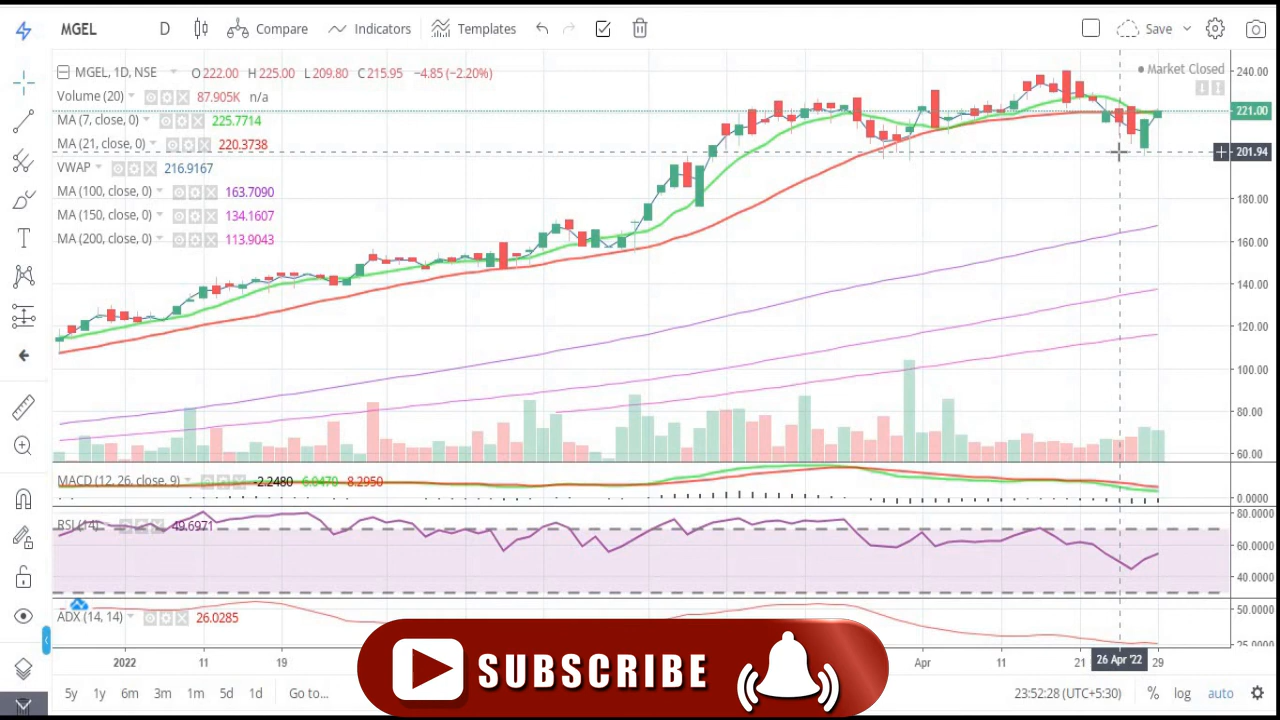 MGEL D Compare Indicators Templates Save
MGEL, 1D, NSE O222.00 H225.00 L209.80 C215.95 −4.85 (−2.20%)
Market Closed
Volume (20) 87.905K n/a
MA (7, close, 0) 225.7714
MA (21, close, 0) 220.3738
VWAP 216.9167
MA (100, close, 0) 163.7090
MA (150, close, 0) 134.1607
MA (200, close, 0) 113.9043
240.00
221.00
201.94
180.00
160.00
140.00
120.00
100.00
80.00
60.00
MACD (12, 26, close, 9) -2.2480 6.0470 8.2950
0.0000
RSI (14) 49.6971
80.0000
60.0000
40.0000
ADX (14, 14) 26.0285
50.0000
25.0000
2022 11 19 Apr 11 21 26 Apr '22 29
SUBSCRIBE
5y 1y 6m 3m 1m 5d 1d Go to... 23:52:28 (UTC+5:30) % log auto